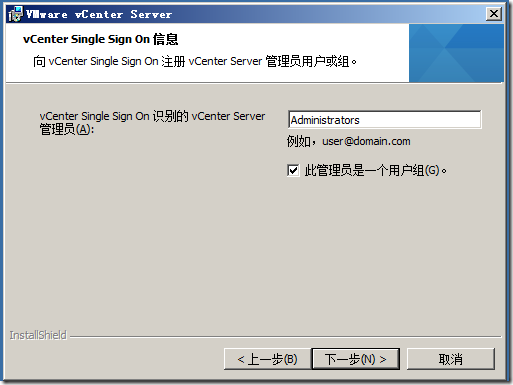 VMware vCenter Server
vCenter Single Sign On 信息
向 vCenter Single Sign On 注册 vCenter Server 管理员用户或组。
vCenter Single Sign On 识别的 vCenter Server
管理员(A):
Administrators
例如，user@domain.com
此管理员是一个用户组(G)。
InstallShield
< 上一步(B)
下一步(N) >
取消